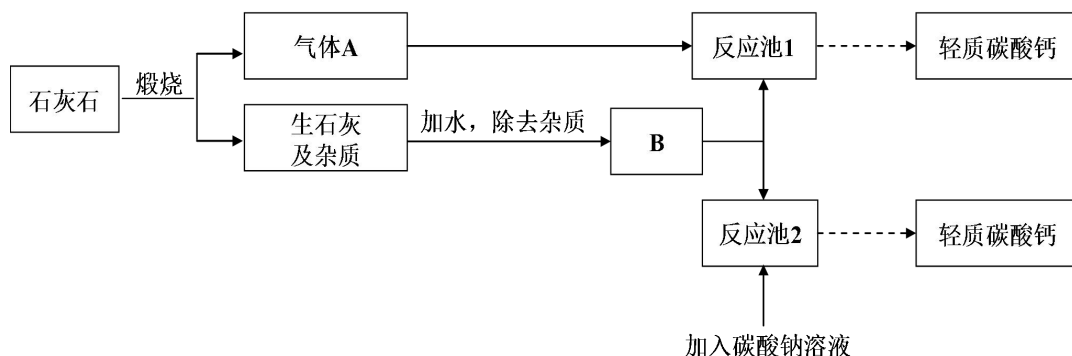 气体A
反应池1
轻质碳酸钙
石灰石
煅烧
生石灰
及杂质
加水，除去杂质
B
反应池2
轻质碳酸钙
加入碳酸钠溶液